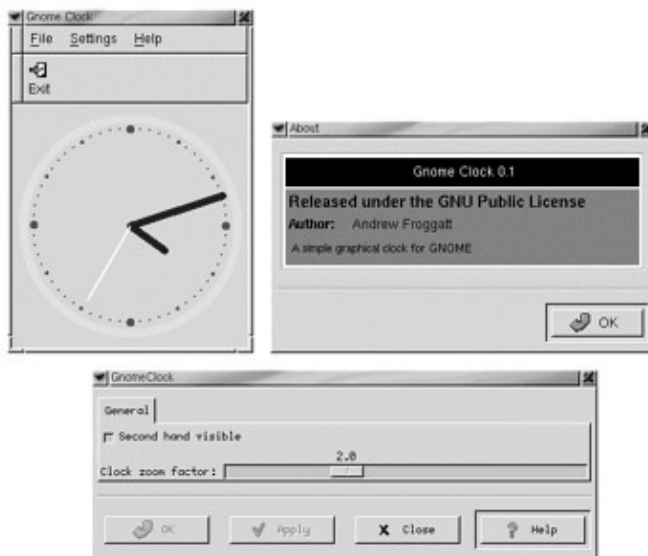 Gnome Clock
File Settings Help
Exit
About
Gnome Clock 0.1
Released under the GNU Public License
Author: Andrew Froggatt
A simple graphical clock for GNOME
OK
GnomeClock
General
Second hand visible
2.0
Clock zoom factor:
OK Apply Close Help